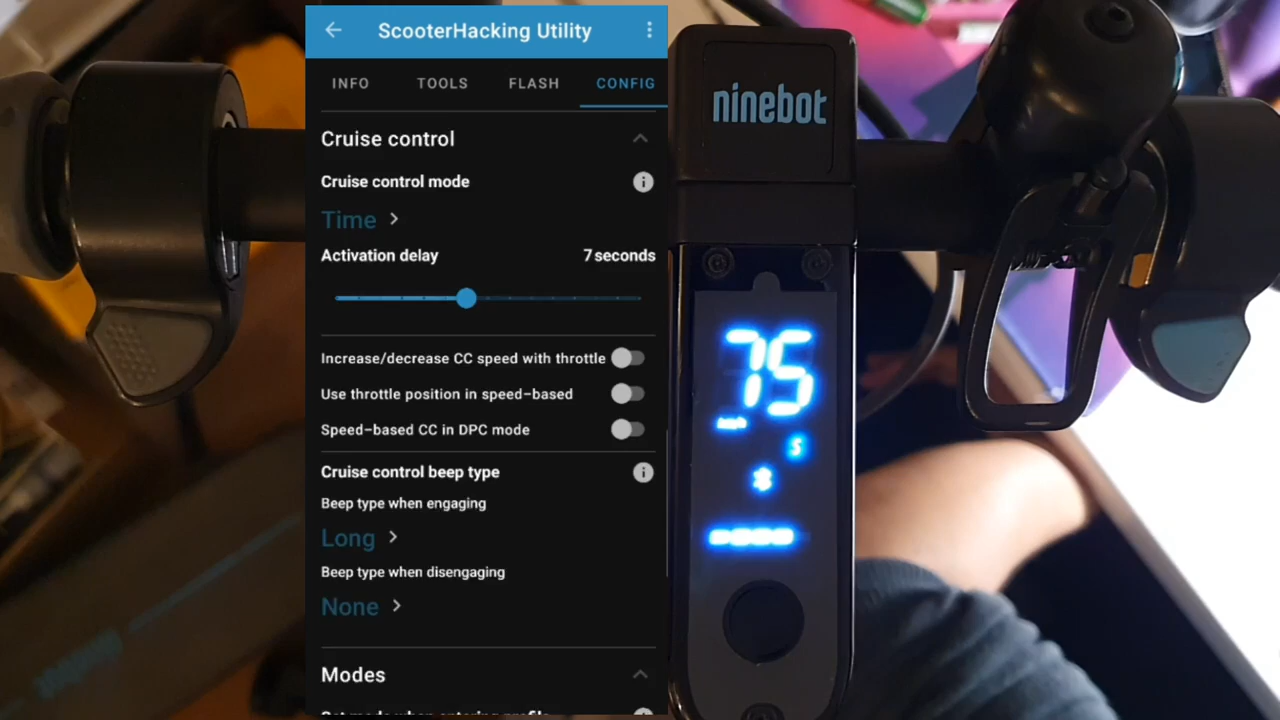 ScooterHacking Utility
INFO TOOLS FLASH CONFIG
Cruise control
Cruise control mode
Time
Activation delay 7 seconds
Increase/decrease CC speed with throttle
Use throttle position in speed-based
Speed-based CC in DPC mode
Cruise control beep type
Beep type when engaging
Long
Beep type when disengaging
None
Modes
ninebot
75
S